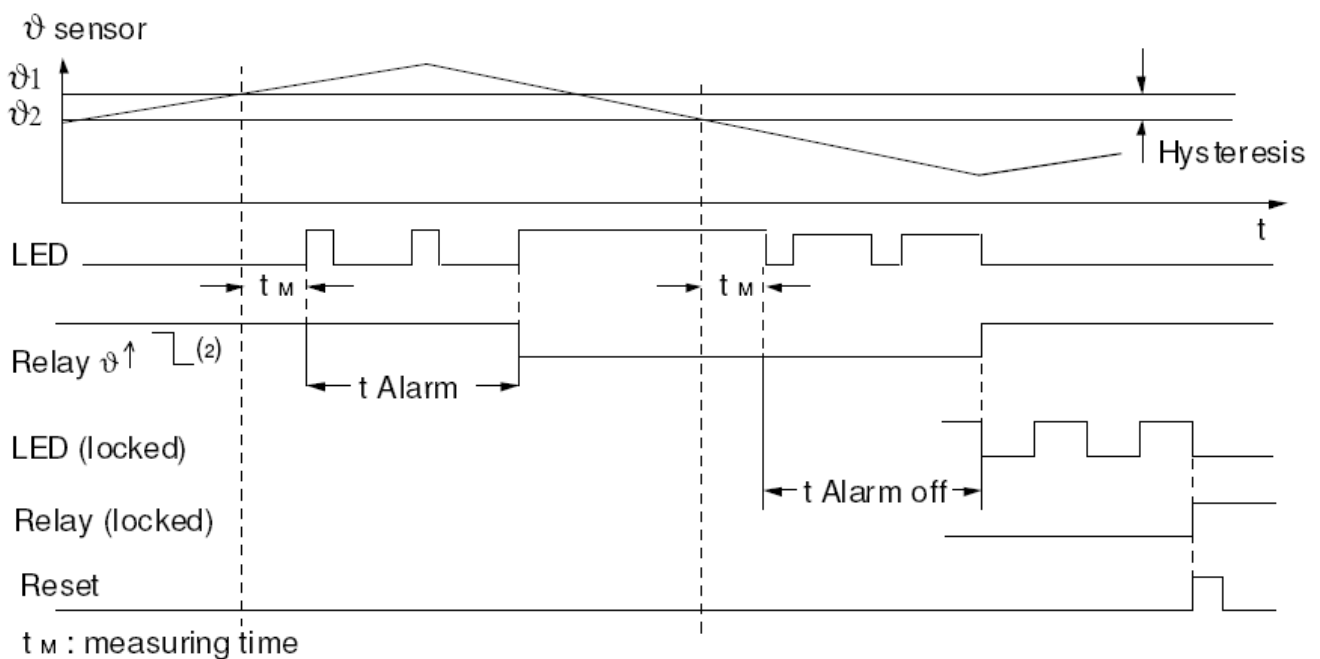 ϑ sensor
ϑ1
ϑ2
Hysteresis
t
LED
t M
t M
Relay ϑ↑ (2)
t Alarm
LED (locked)
t Alarm off
Relay (locked)
Reset
t M : measuring time